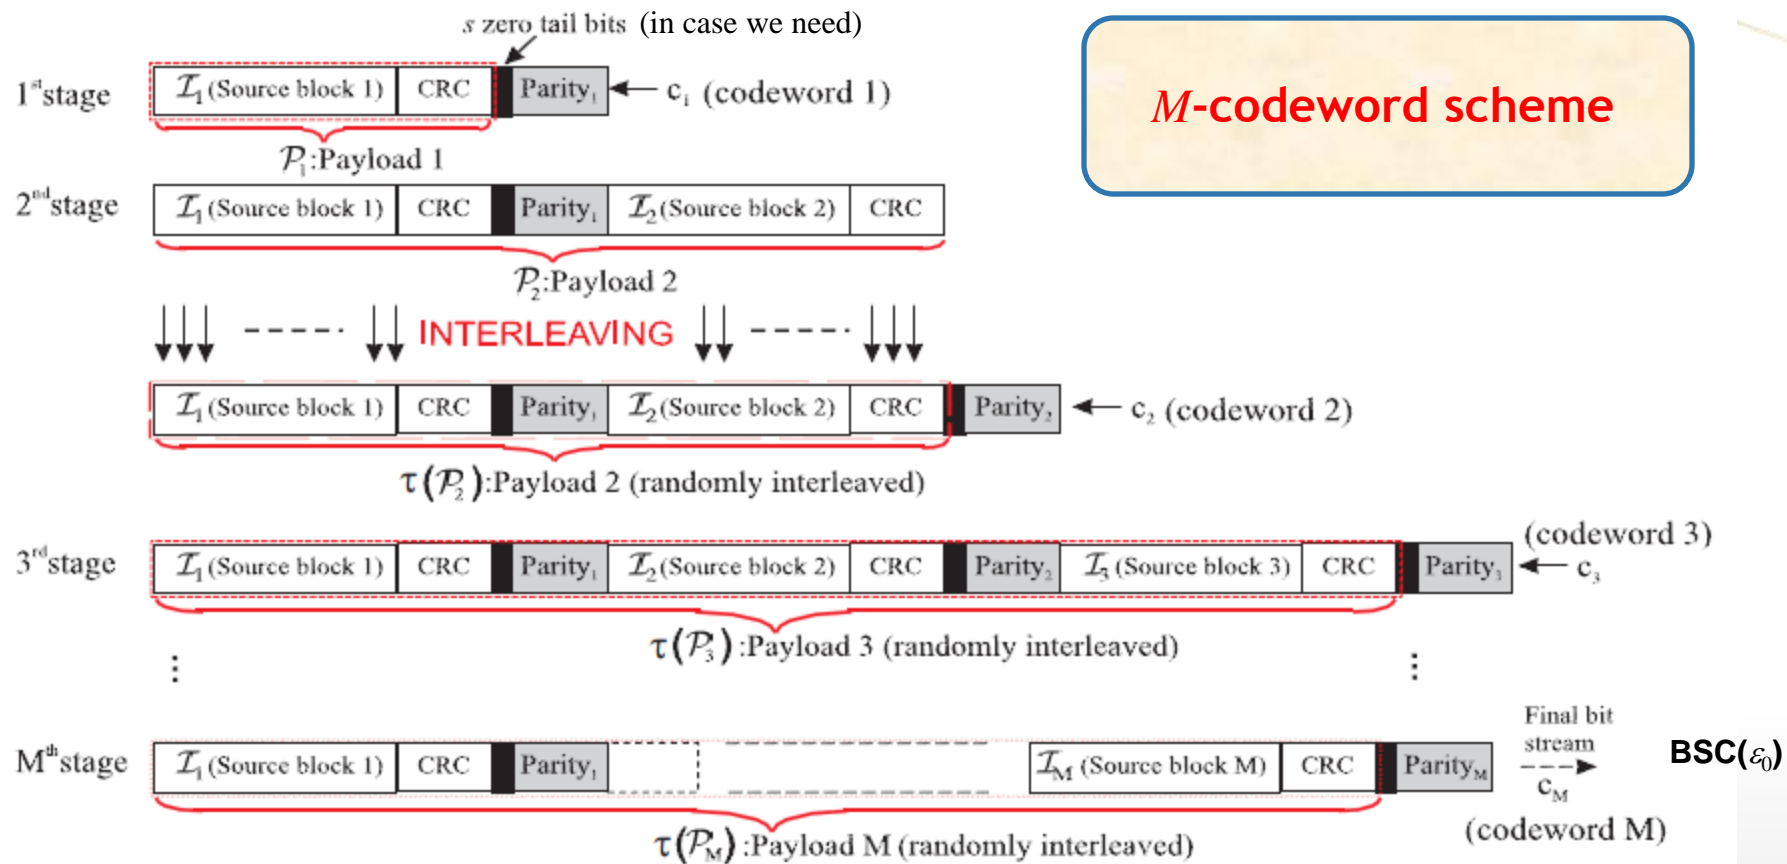 s zero tail bits (in case we need)
M-codeword scheme
1st stage
I1 (Source block 1) CRC Parity1 c1 (codeword 1)
P1:Payload 1
2nd stage
I1 (Source block 1) CRC Parity1 I2 (Source block 2) CRC
P2:Payload 2
INTERLEAVING
I1 (Source block 1) CRC Parity1 I2 (Source block 2) CRC Parity2 c2 (codeword 2)
τ(P2):Payload 2 (randomly interleaved)
(codeword 3)
3rd stage
I1 (Source block 1) CRC Parity1 I2 (Source block 2) CRC Parity2 I3 (Source block 3) CRC Parity3 c3
τ(P3):Payload 3 (randomly interleaved)
Final bit
stream
Mth stage
I1 (Source block 1) CRC Parity1 IM (Source block M) CRC ParityM BSC(ε0)
cM
(codeword M)
τ(PM):Payload M (randomly interleaved)